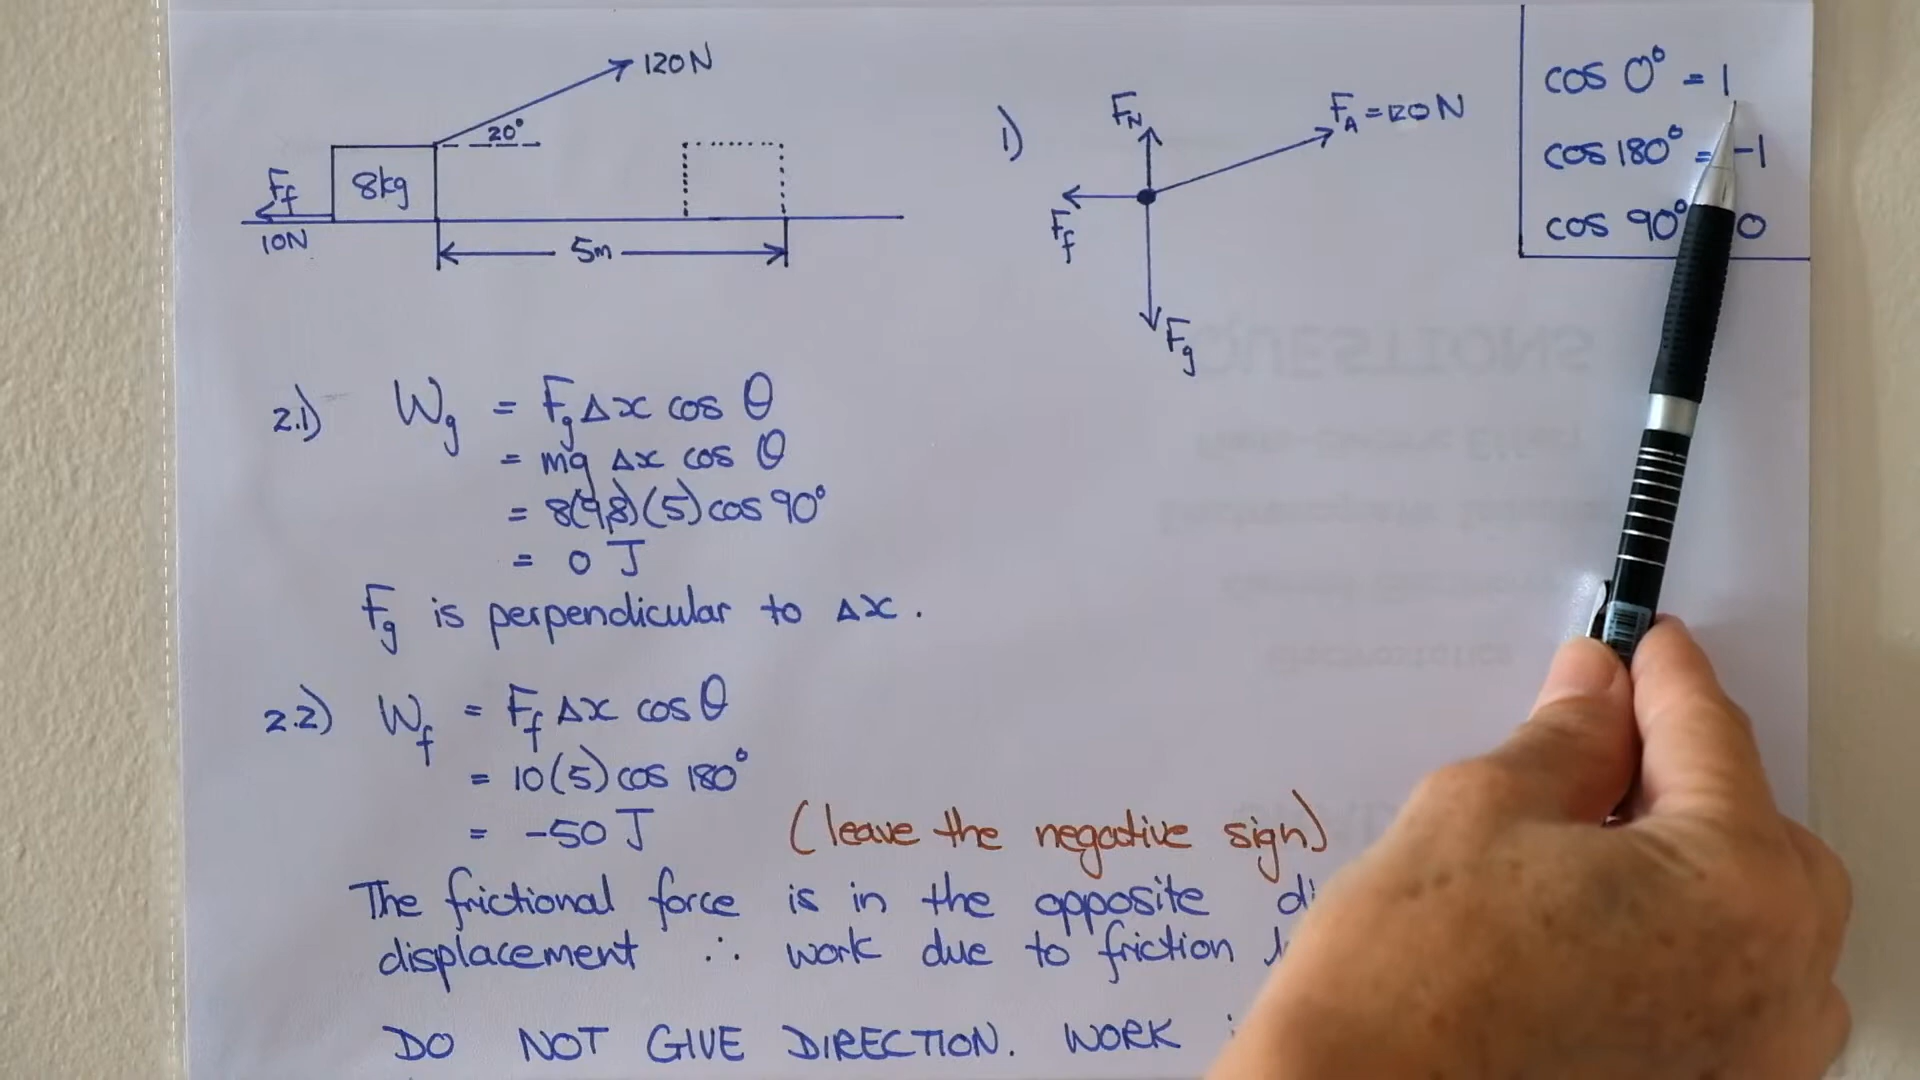 120N
20°
8kg
Ff
10N
5m
1)
FN
FA = 120N
Ff
Fg
cos 0° = 1
cos 180° = -1
cos 90° 0
2.1) Wg = Fg Δx cos θ
= mg Δx cos θ
= 8(9,8)(5) cos 90°
= 0 J
Fg is perpendicular to Δx.
2.2) Wf = Ff Δx cos θ
= 10(5) cos 180°
= -50 J (leave the negative sign)
The frictional force is in the opposite
displacement ∴ work due to friction
DO NOT GIVE DIRECTION. WORK